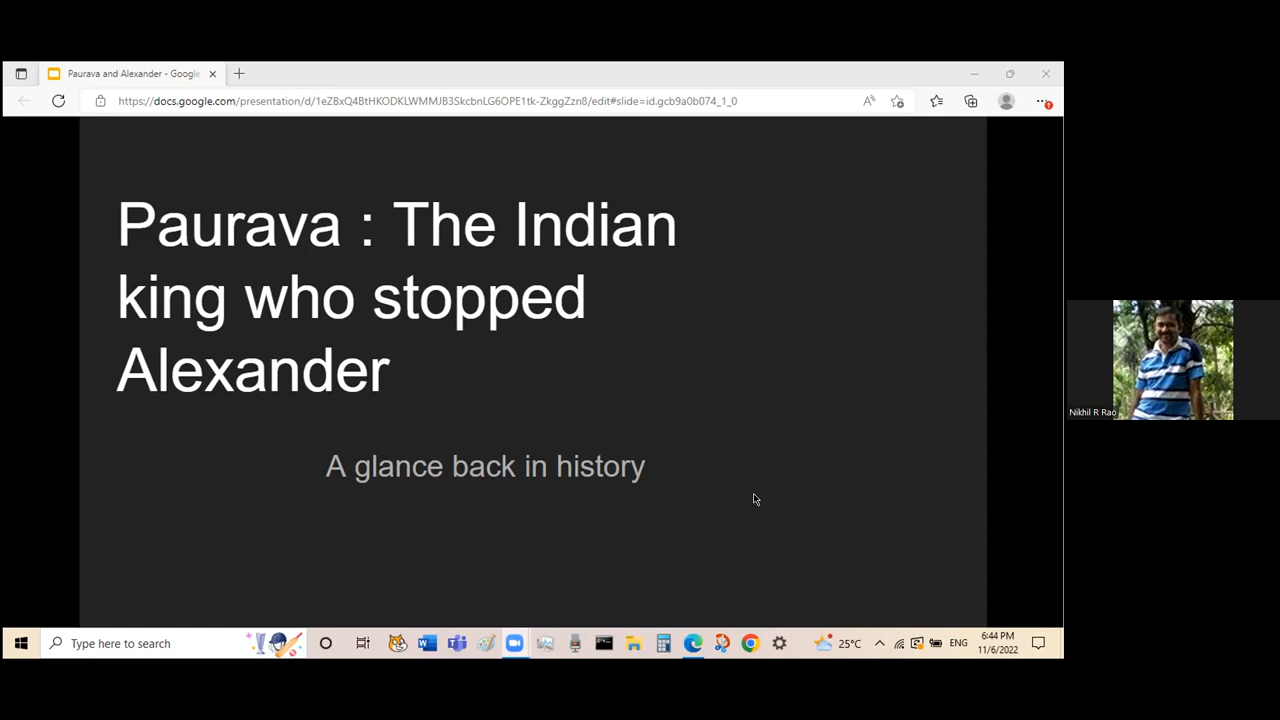 Paurava and Alexander - Google
https://docs.google.com/presentation/d/1eZBxQ4BtHKODKLWMMJB3SkcbnLG6OPE1tk-ZkggZzn8/edit#slide=id.gcb9a0b074_1_0
Paurava : The Indian
king who stopped
Alexander
A glance back in history
Nikhil R Rao
Type here to search
25°C
ENG
6:44 PM
11/6/2022